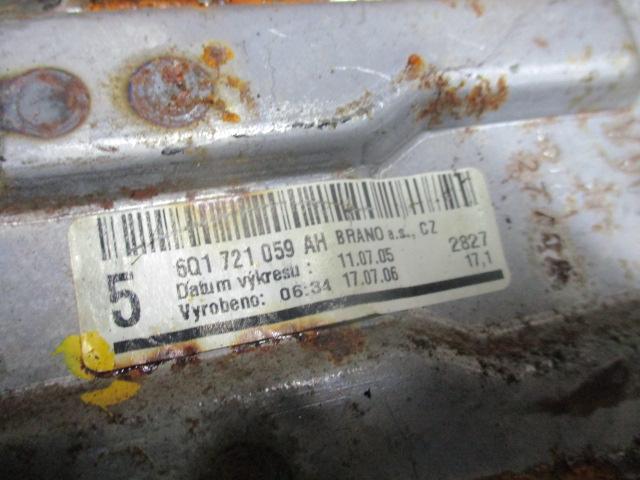 6Q1 721 059 AH BRANO a.s., CZ
5 Datum výkresu : 11.07.05 2827
Vyrobeno: 06:34 17.07.06 17.1